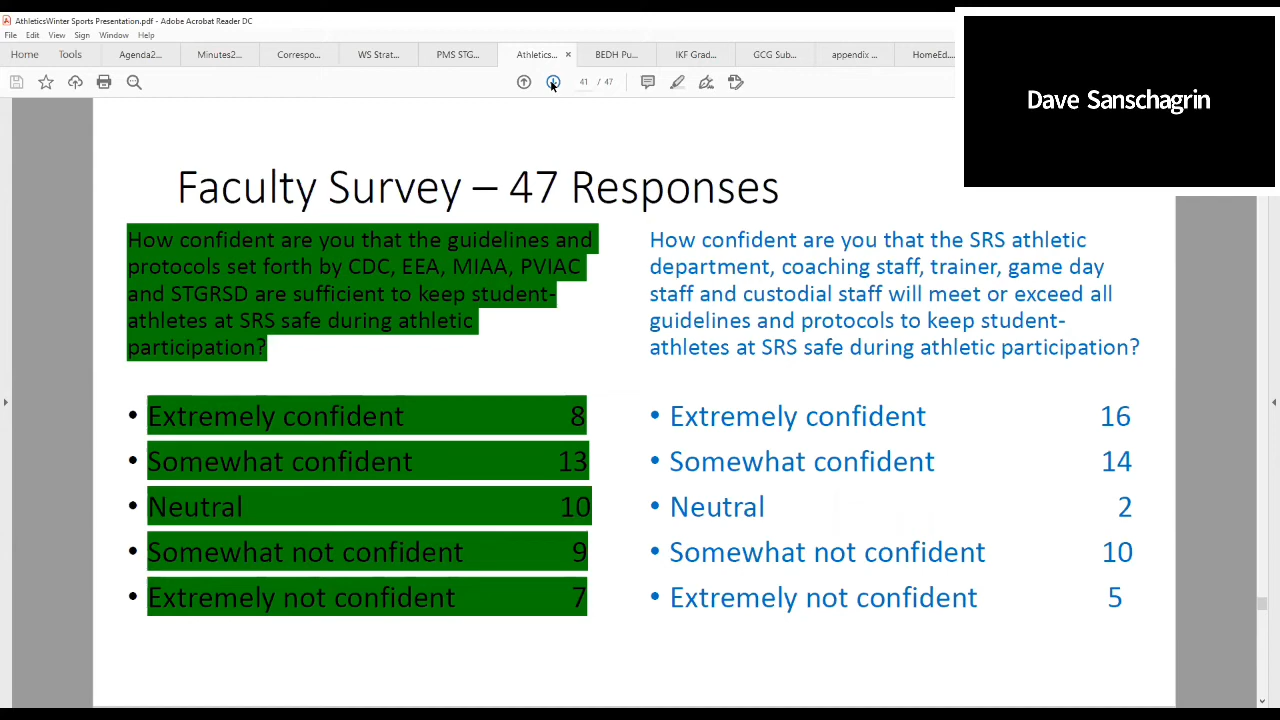 AthleticsWinter Sports Presentation.pdf - Adobe Acrobat Reader DC
File Edit View Sign Window Help
Home Tools Agenda2... Minutes2... Correspo... WS Strat... PMS STG... Athletics... × BEDH Pu... IKF Grad... GCG Sub... appendix ... HomeEd...
41 / 47
Dave Sanschagrin
Faculty Survey – 47 Responses
How confident are you that the guidelines and
protocols set forth by CDC, EEA, MIAA, PVIAC
and STGRSD are sufficient to keep student-
athletes at SRS safe during athletic
participation?
• Extremely confident 8
• Somewhat confident 13
• Neutral 10
• Somewhat not confident 9
• Extremely not confident 7
How confident are you that the SRS athletic
department, coaching staff, trainer, game day
staff and custodial staff will meet or exceed all
guidelines and protocols to keep student-
athletes at SRS safe during athletic participation?
• Extremely confident 16
• Somewhat confident 14
• Neutral 2
• Somewhat not confident 10
• Extremely not confident 5